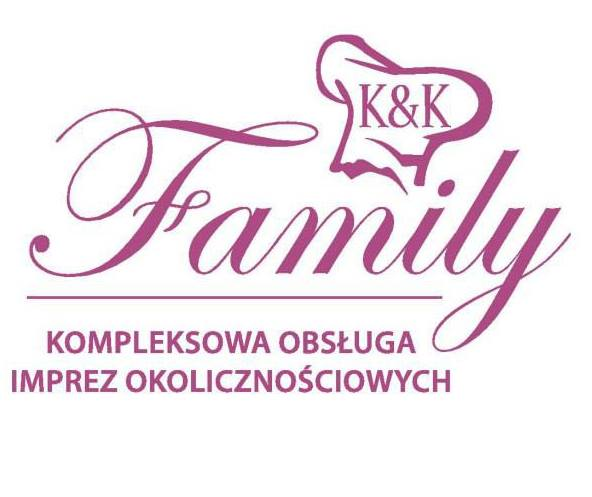 K&K
Family
KOMPLEKSOWA OBSŁUGA
IMPREZ OKOLICZNOŚCIOWYCH